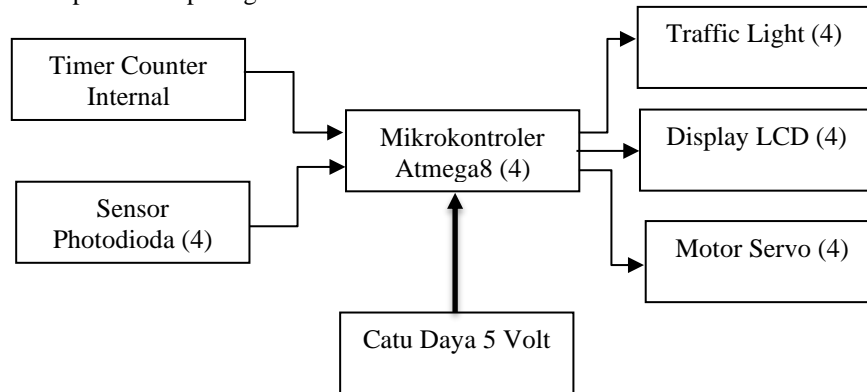 Traffic Light (4)
Timer Counter
Internal
Mikrokontroler
Atmega8 (4)
Display LCD (4)
Sensor
Photodioda (4)
Motor Servo (4)
Catu Daya 5 Volt